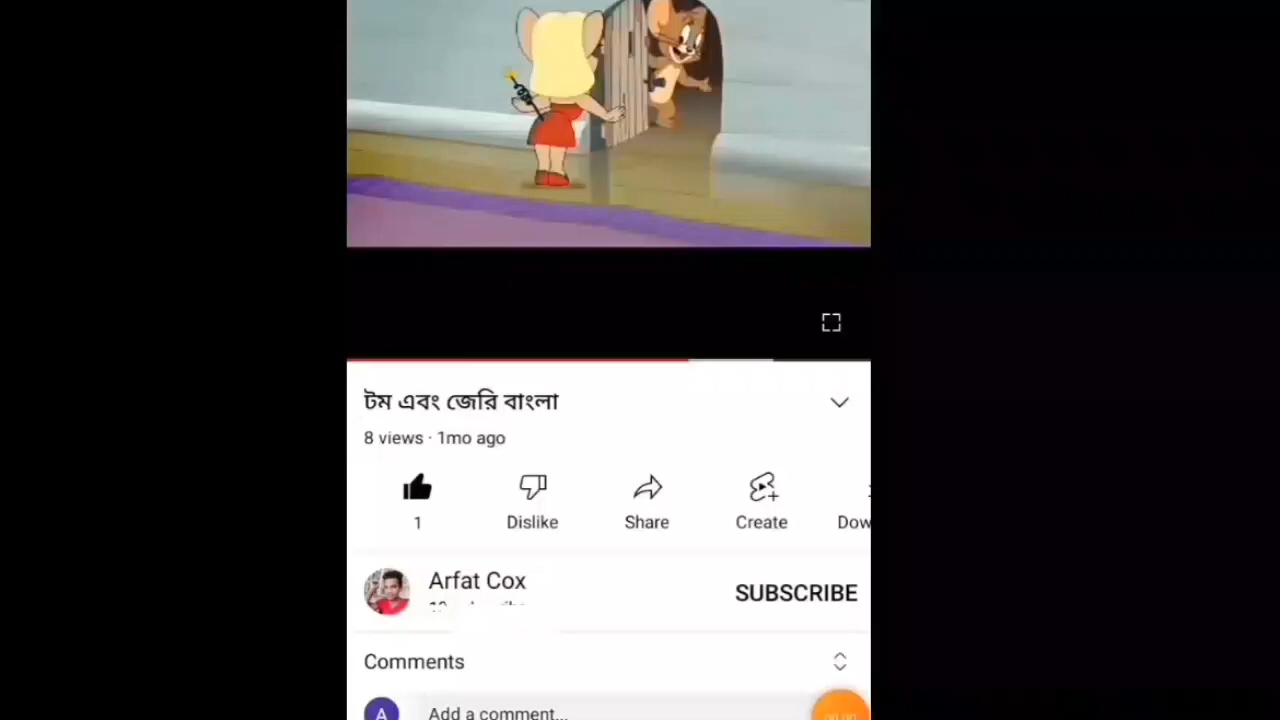 টম এবং জেরি বাংলা
8 views · 1mo ago
1
Dislike
Share
Create
Dow
Arfat Cox
SUBSCRIBE
Comments
A
Add a comment...